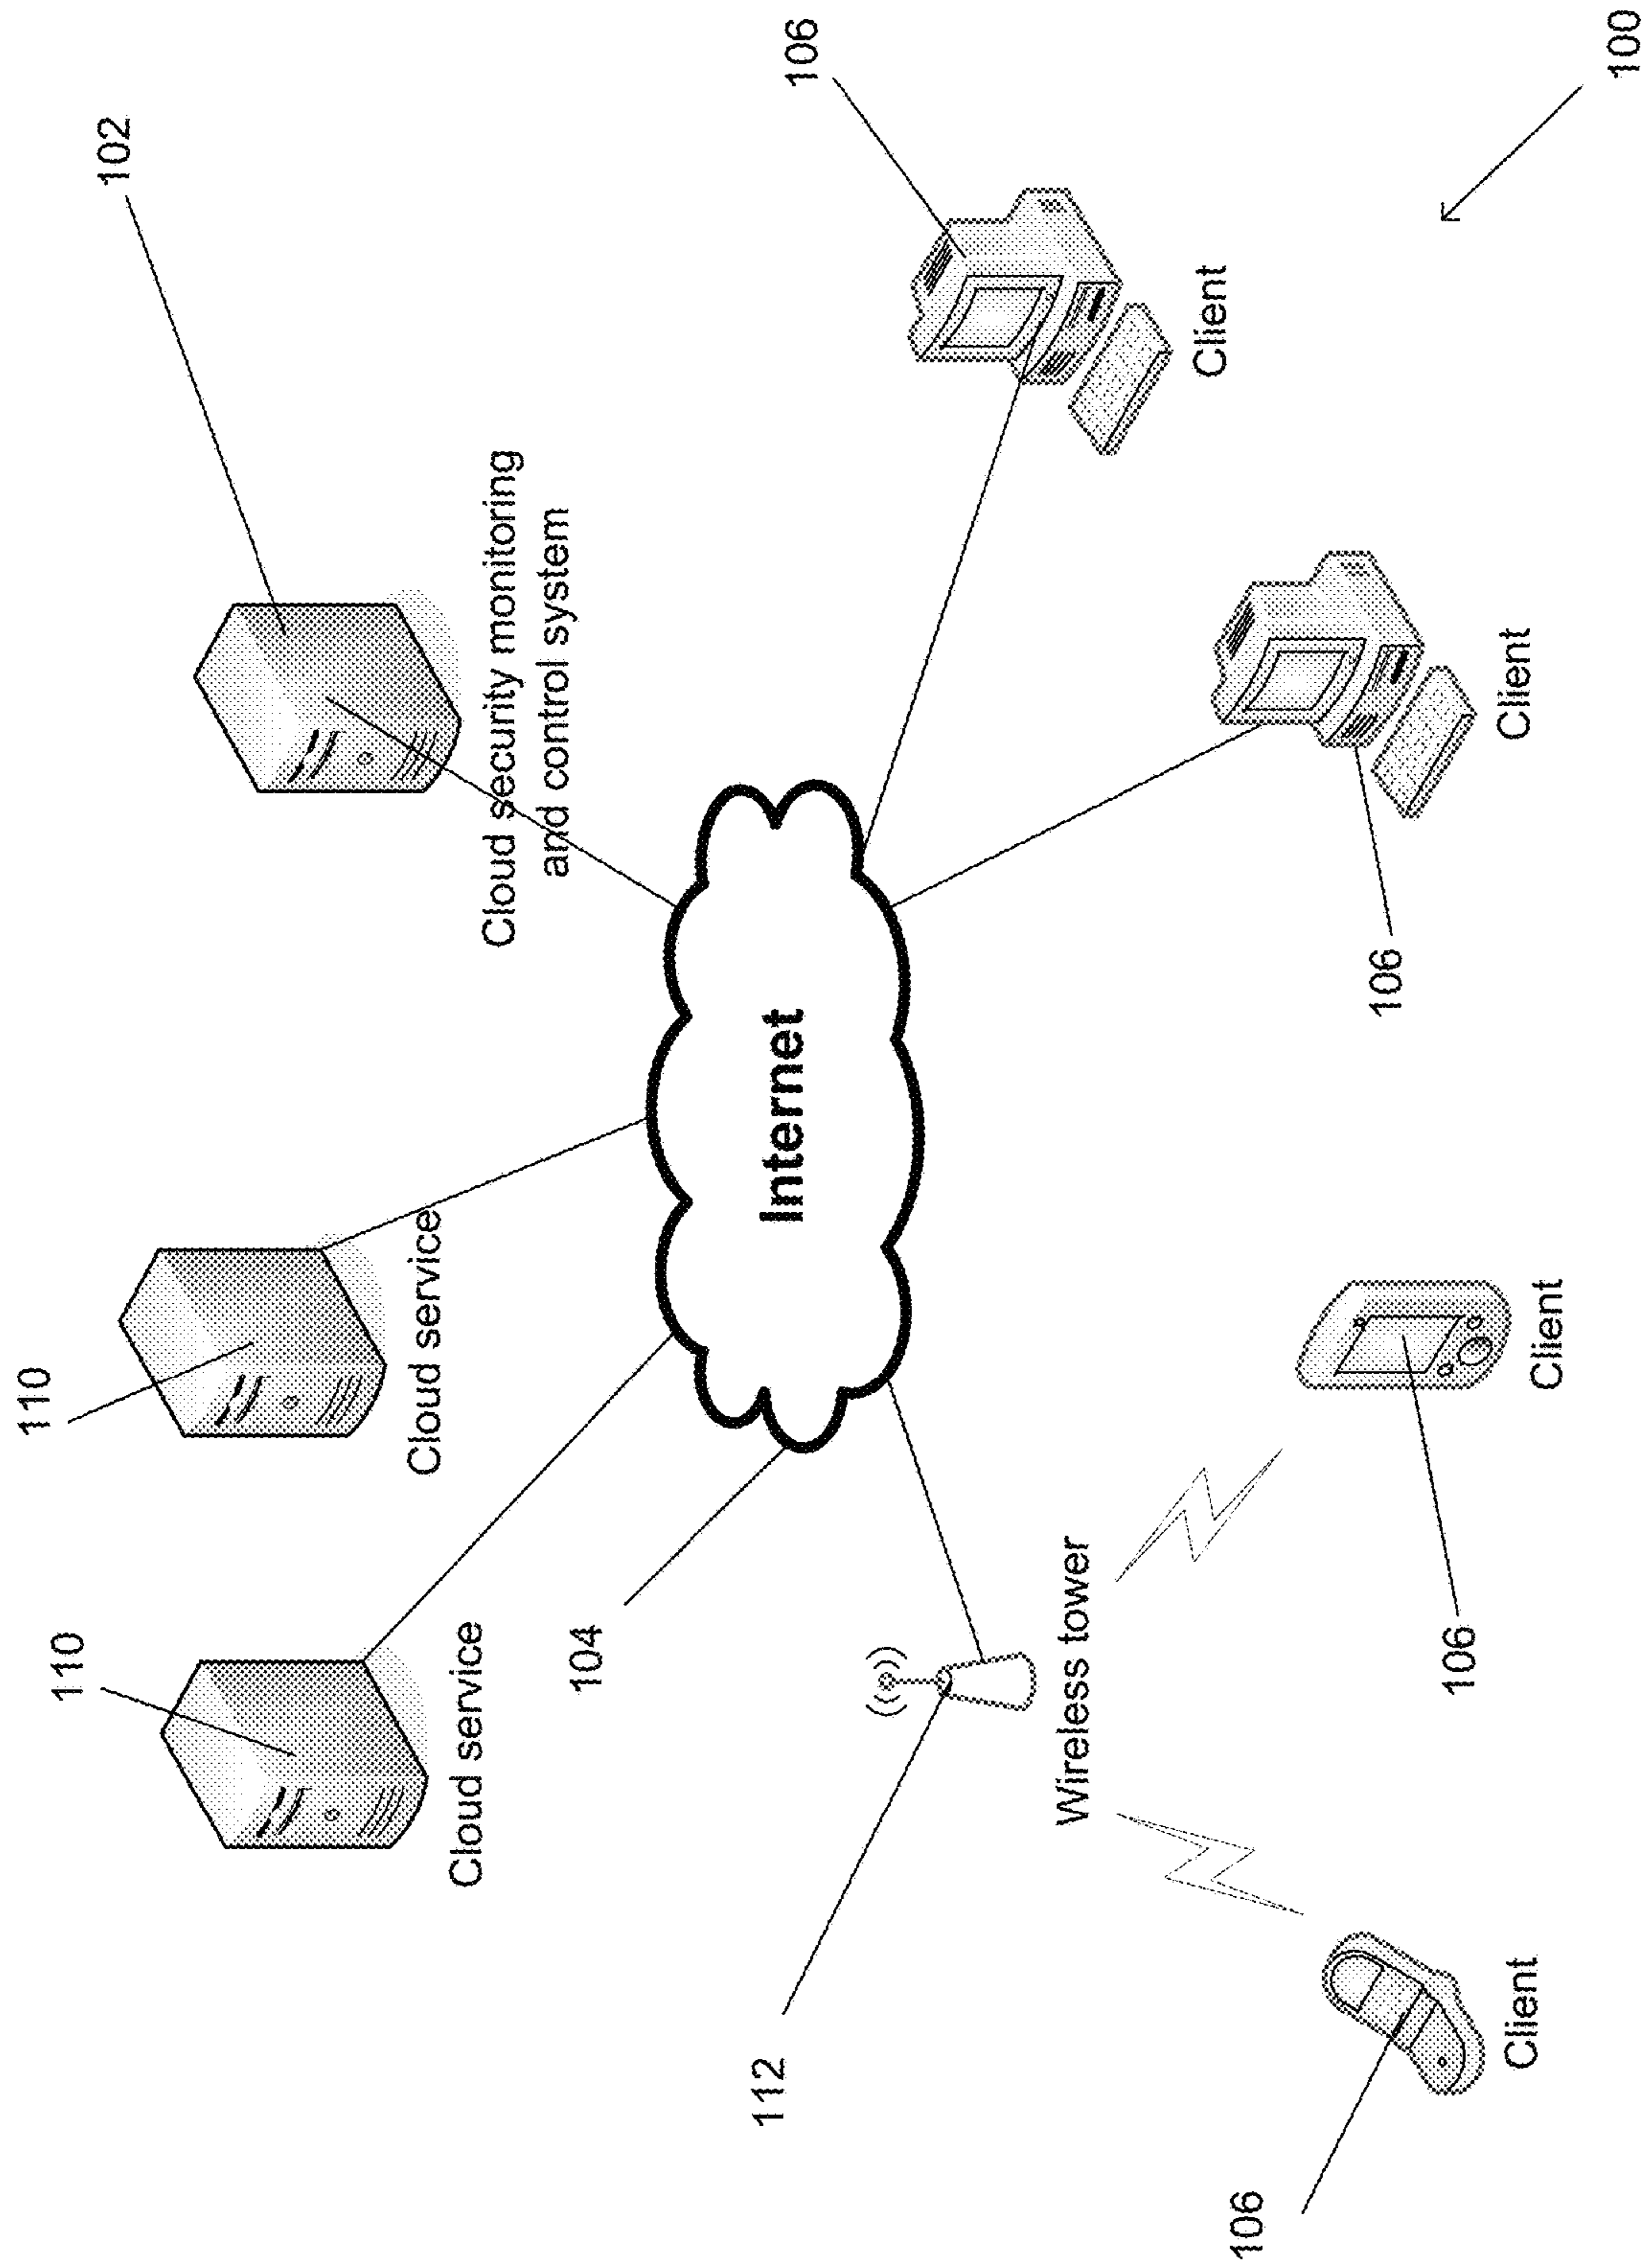 110
110
102
Cloud service
Cloud service
Cloud security monitoring
and control system
104
112
Internet
106
Wireless tower
Client
106
106
106
Client
Client
Client
100